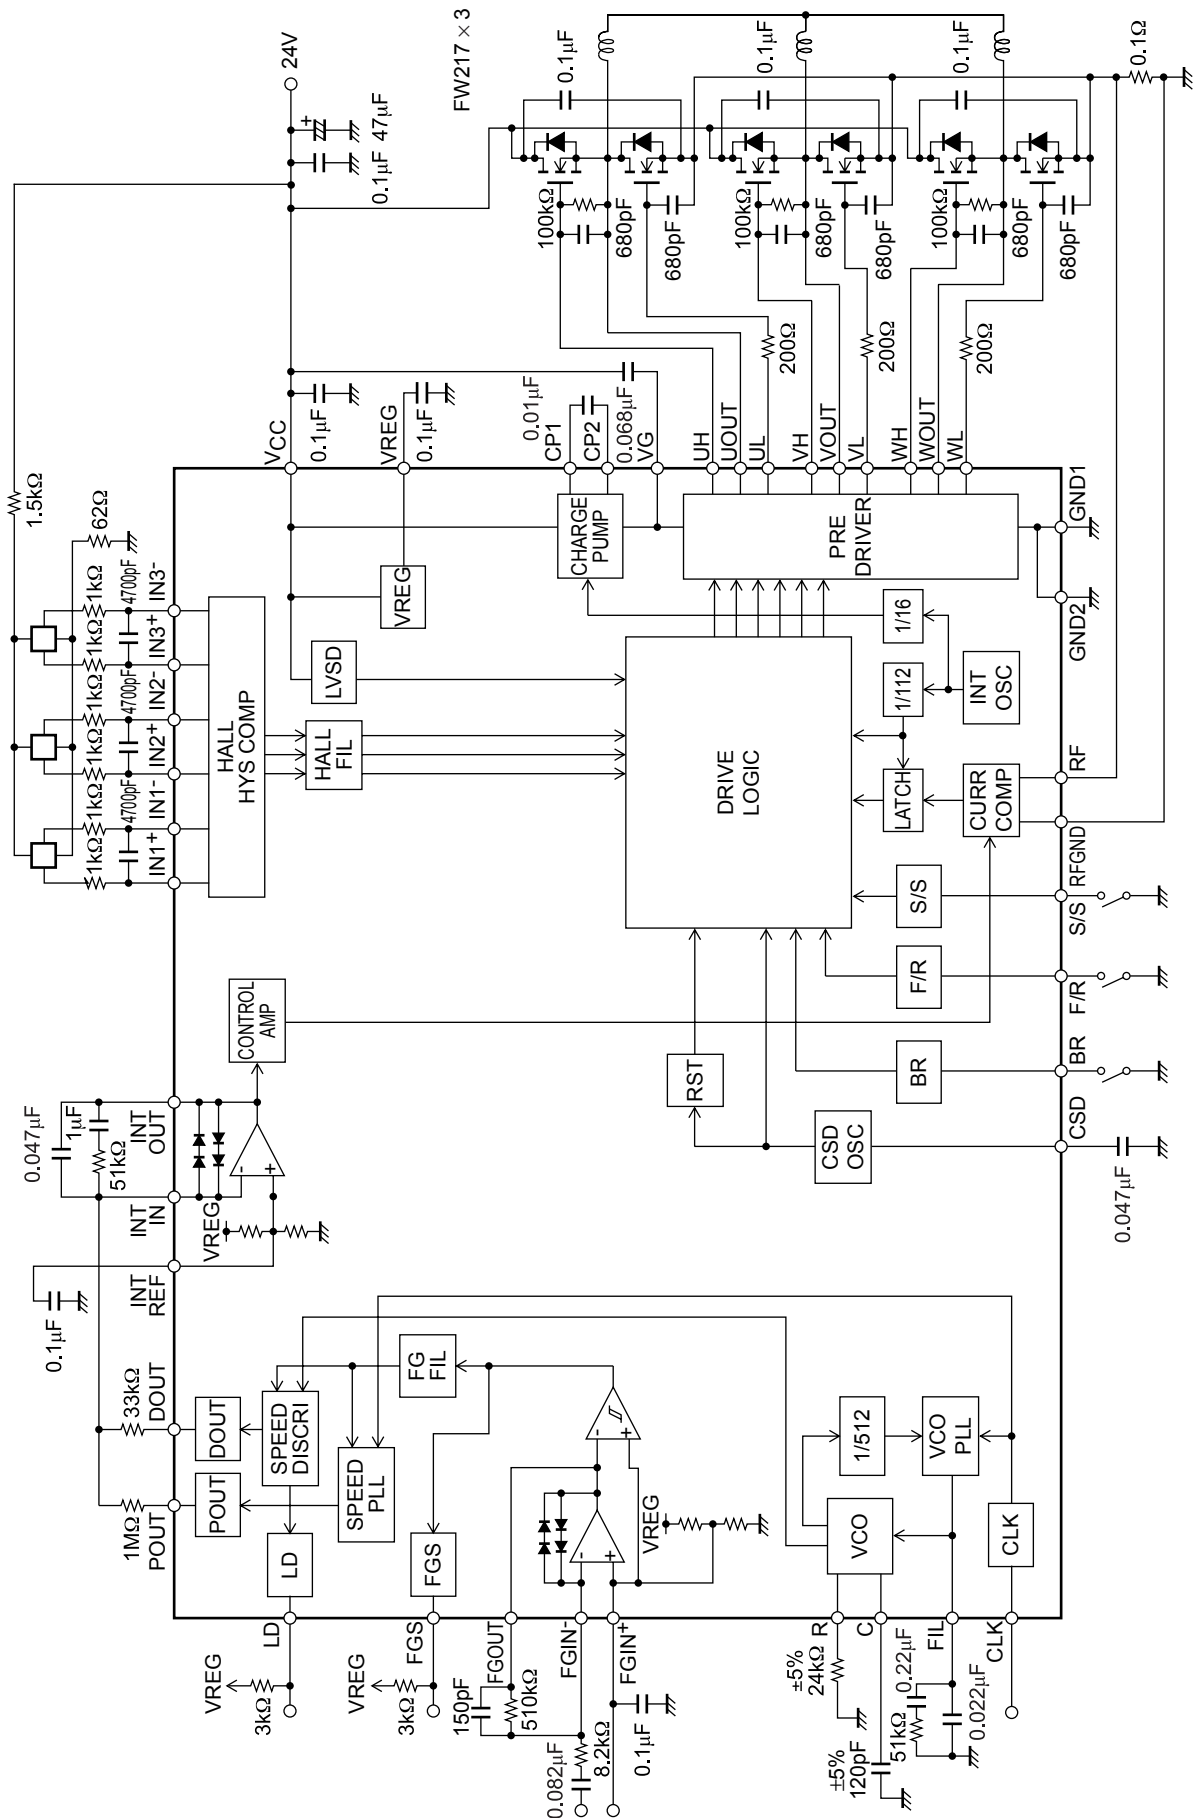 FW217 × 3
24V
0.1μF
0.1μF
0.1μF
0.1Ω
+
47μF
0.1μF
100kΩ
680pF
680pF
100kΩ
680pF
680pF
100kΩ
680pF
680pF
200Ω
200Ω
200Ω
1.5kΩ
62Ω
0.1μF
0.1μF
0.01μF
0.068μF
VCC
VREG
CP1
CP2
VG
UH
UOUT
UL
VH
VOUT
VL
WH
WOUT
WL
GND1
GND2
1kΩ
4700pF
1kΩ
1kΩ
4700pF
1kΩ
1kΩ
4700pF
1kΩ
IN3-
IN3+
IN2-
IN2+
IN1-
IN1+
HALL
HYS COMP
HALL
FIL
LVSD
VREG
CHARGE
PUMP
PRE
DRIVER
1/16
1/112
INT
OSC
DRIVE
LOGIC
LATCH
CURR
COMP
RF
RFGND
S/S
S/S
F/R
F/R
BR
BR
CSD
CSD
OSC
RST
0.047μF
CONTROL
AMP
0.047μF
1μF
51kΩ
INT
OUT
INT
IN
INT
REF
0.1μF
VREG
-
+
33kΩ
DOUT
1MΩ
POUT
DOUT
POUT
SPEED
DISCRI
SPEED
PLL
FG
FIL
LD
FGS
-
+
-
+
VREG
1/512
VCO
PLL
VCO
CLK
LD
FGS
FGOUT
FGIN-
FGIN+
R
C
FIL
CLK
VREG
3kΩ
VREG
3kΩ
150pF
510kΩ
0.082μF
8.2kΩ
0.1μF
±5%
24kΩ
±5%
120pF
0.22μF
51kΩ
0.022μF